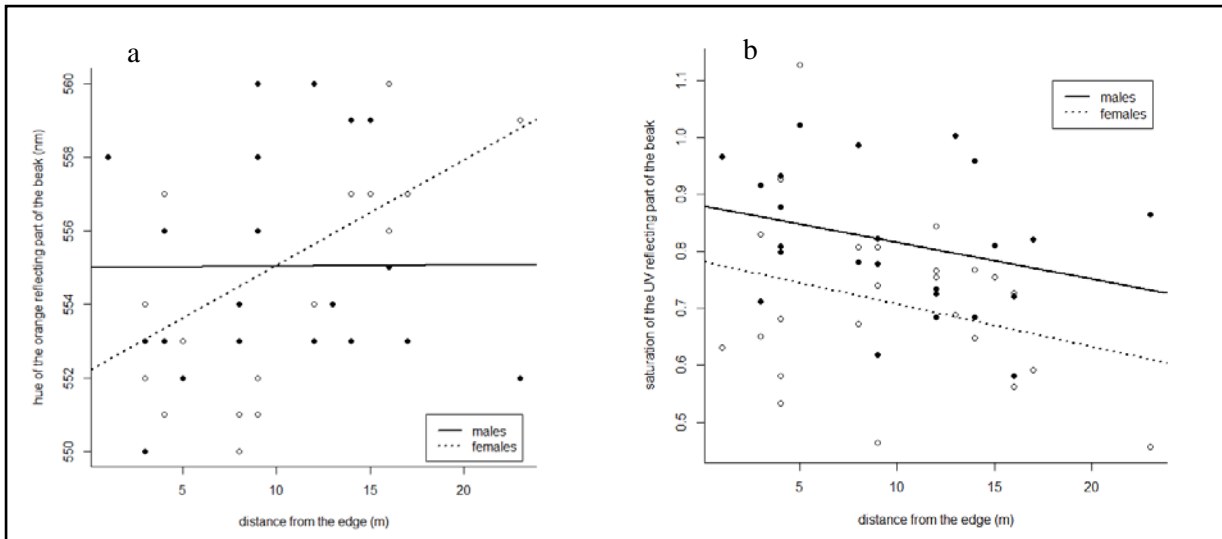 a
hue of the orange reflecting part of the beak (nm)
560
558
556
554
552
550
males
females
5
10
15
20
distance from the edge (m)
b
saturation of the UV reflecting part of the beak
1.1
1.0
0.9
0.8
0.7
0.6
0.5
males
females
5
10
15
20
distance from the edge (m)